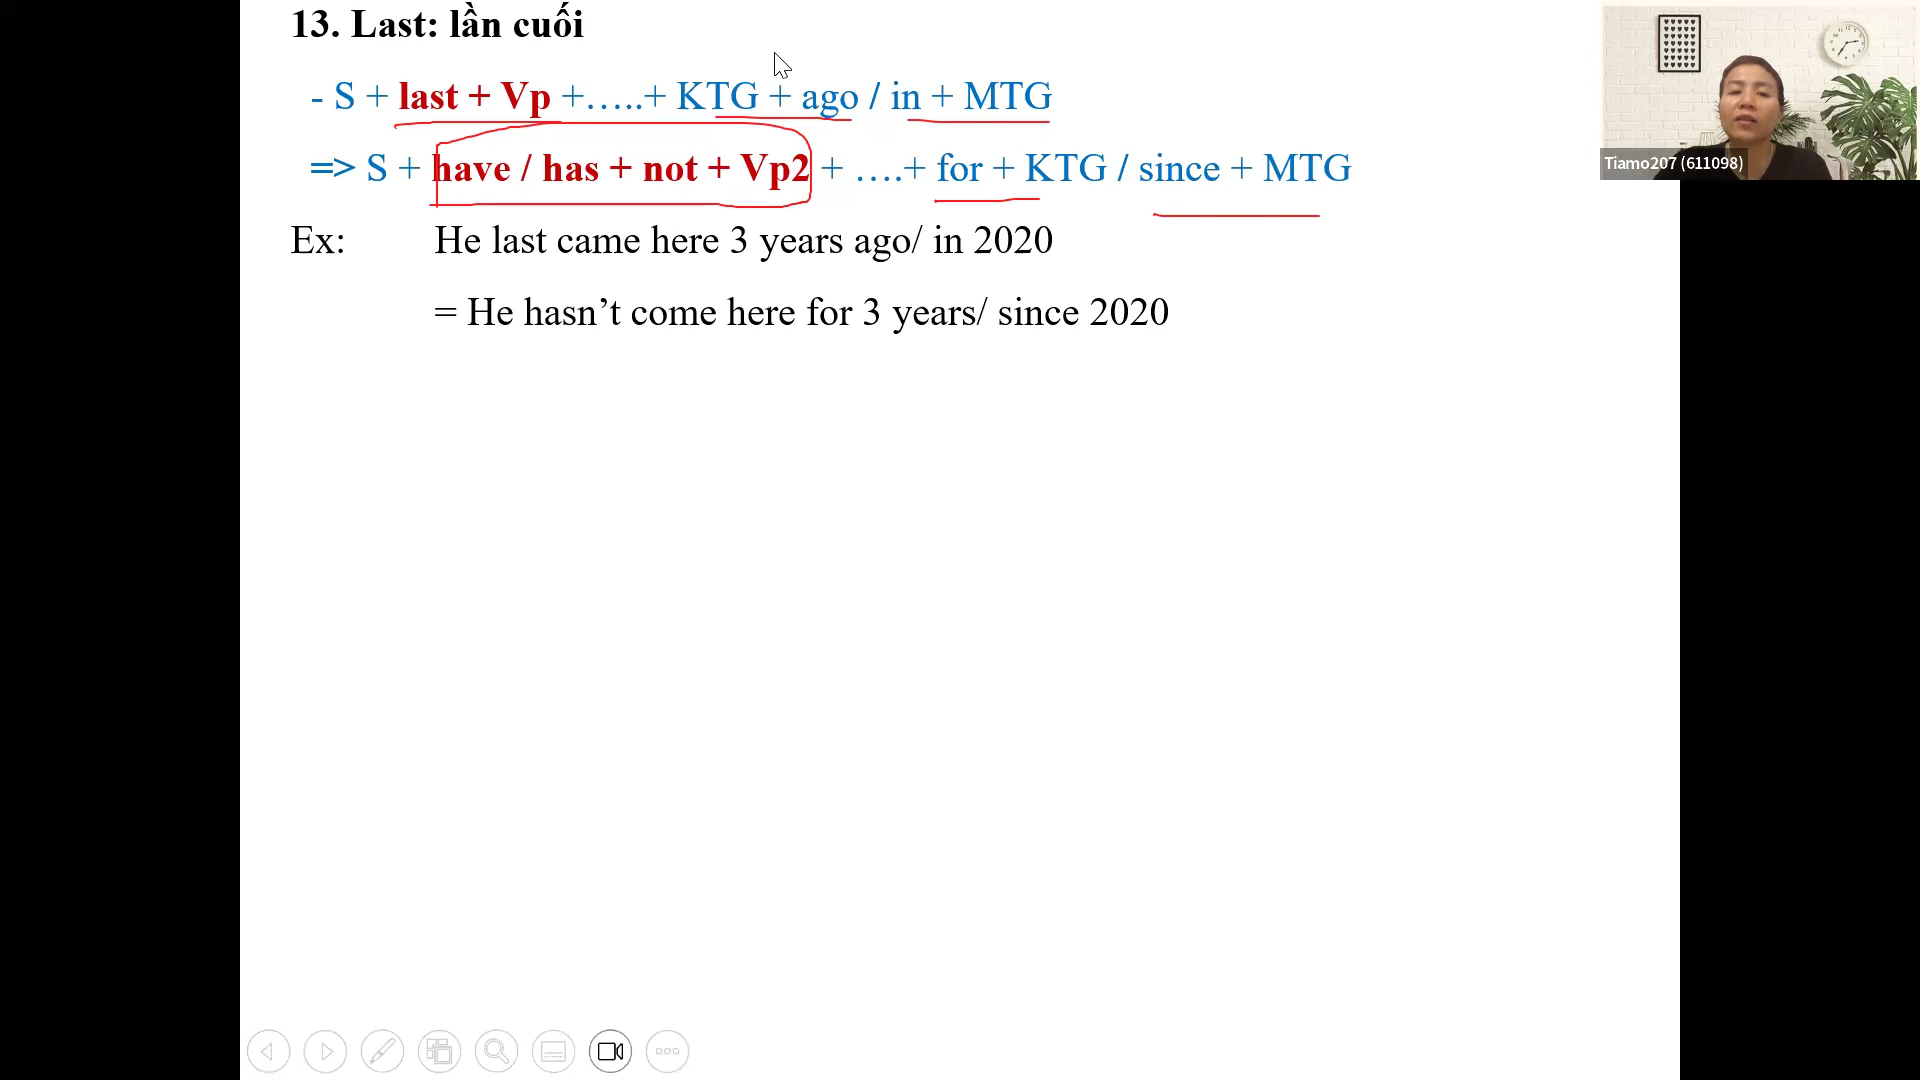 13. Last: lần cuối
- S + last + Vp +…..+ KTG + ago / in + MTG
=> S + have / has + not + Vp2 + ….+ for + KTG / since + MTG
Ex: He last came here 3 years ago/ in 2020
= He hasn’t come here for 3 years/ since 2020
Tiamo207 (611098)